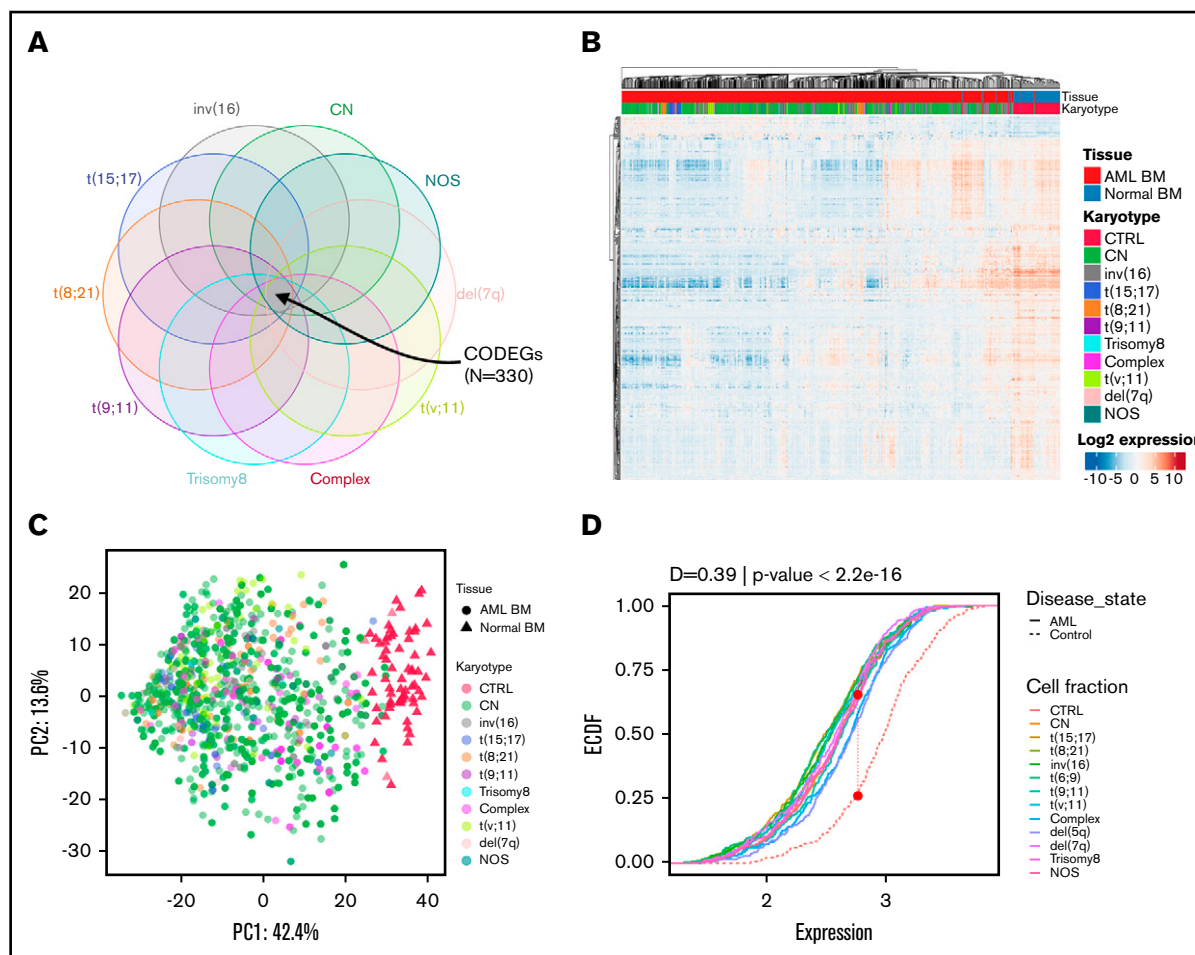 A
inv(16)
CN
t(15;17)
NOS
t(8;21)
del(7q)
CODEGs
(N=330)
t(9;11)
t(v;11)
Trisomy8
Complex
B
Tissue
Karyotype
Tissue
AML BM
Normal BM
Karyotype
CTRL
CN
inv(16)
t(15;17)
t(8;21)
t(9;11)
Trisomy8
Complex
t(v;11)
del(7q)
NOS
Log2 expression
-10 -5 0 5 10
C
20
10
0
-10
-20
-30
PC2: 13.6%
-20 0 20 40
PC1: 42.4%
Tissue
AML BM
Normal BM
Karyotype
CTRL
CN
inv(16)
t(15;17)
t(8;21)
t(9;11)
Trisomy8
Complex
t(v;11)
del(7q)
NOS
D
D=0.39 | p-value < 2.2e-16
1.00
0.75
0.50
0.25
0.00
ECDF
2 3
Expression
Disease_state
AML
Control
Cell fraction
CTRL
CN
t(15;17)
t(8;21)
inv(16)
t(6;9)
t(9;11)
t(v;11)
Complex
del(5q)
del(7q)
Trisomy8
NOS